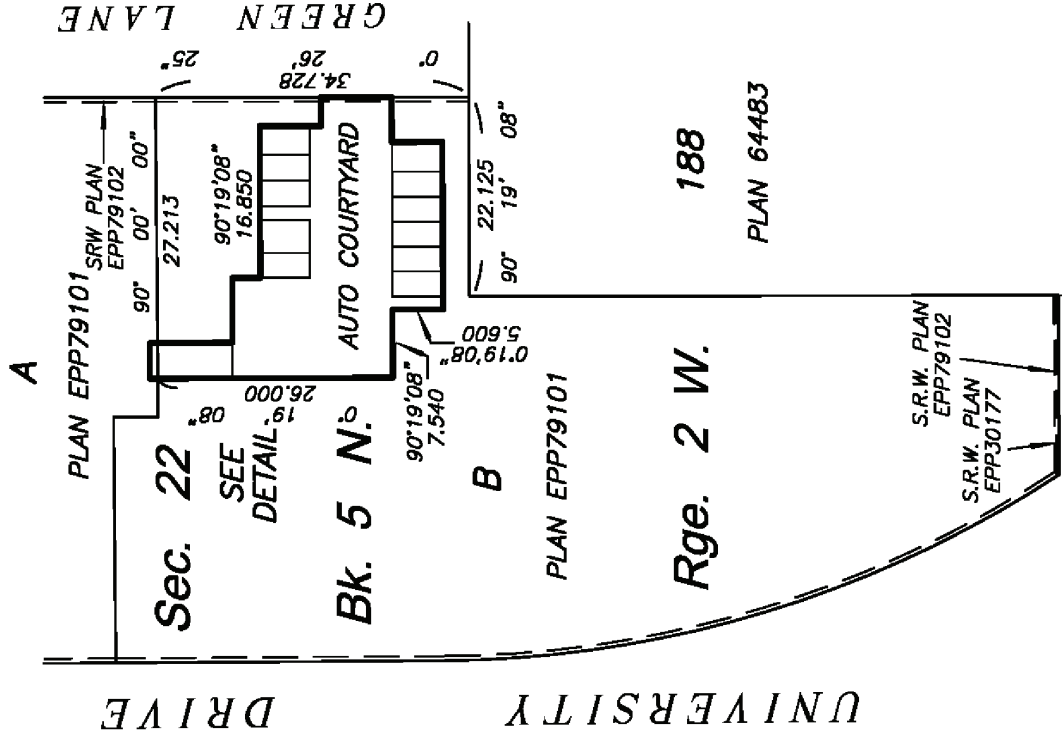 GREEN LANE
A
PLAN EPP79101
SRW PLAN
EPP79102
90° 00' 00"
27.213
25"
26'
34.728
0°
90°19'08"
16.850
AUTO COURTYARD
Sec. 22
SEE
DETAIL
26.000
0° 19' 08"
Bk. 5 N.
90°19'08"
7.540
0°19'08"
5.600
22.125
90° 19' 08"
188
PLAN 64483
B
PLAN EPP79101
Rge. 2 W.
S.R.W. PLAN
EPP79102
S.R.W. PLAN
EPP30177
UNIVERSITY DRIVE